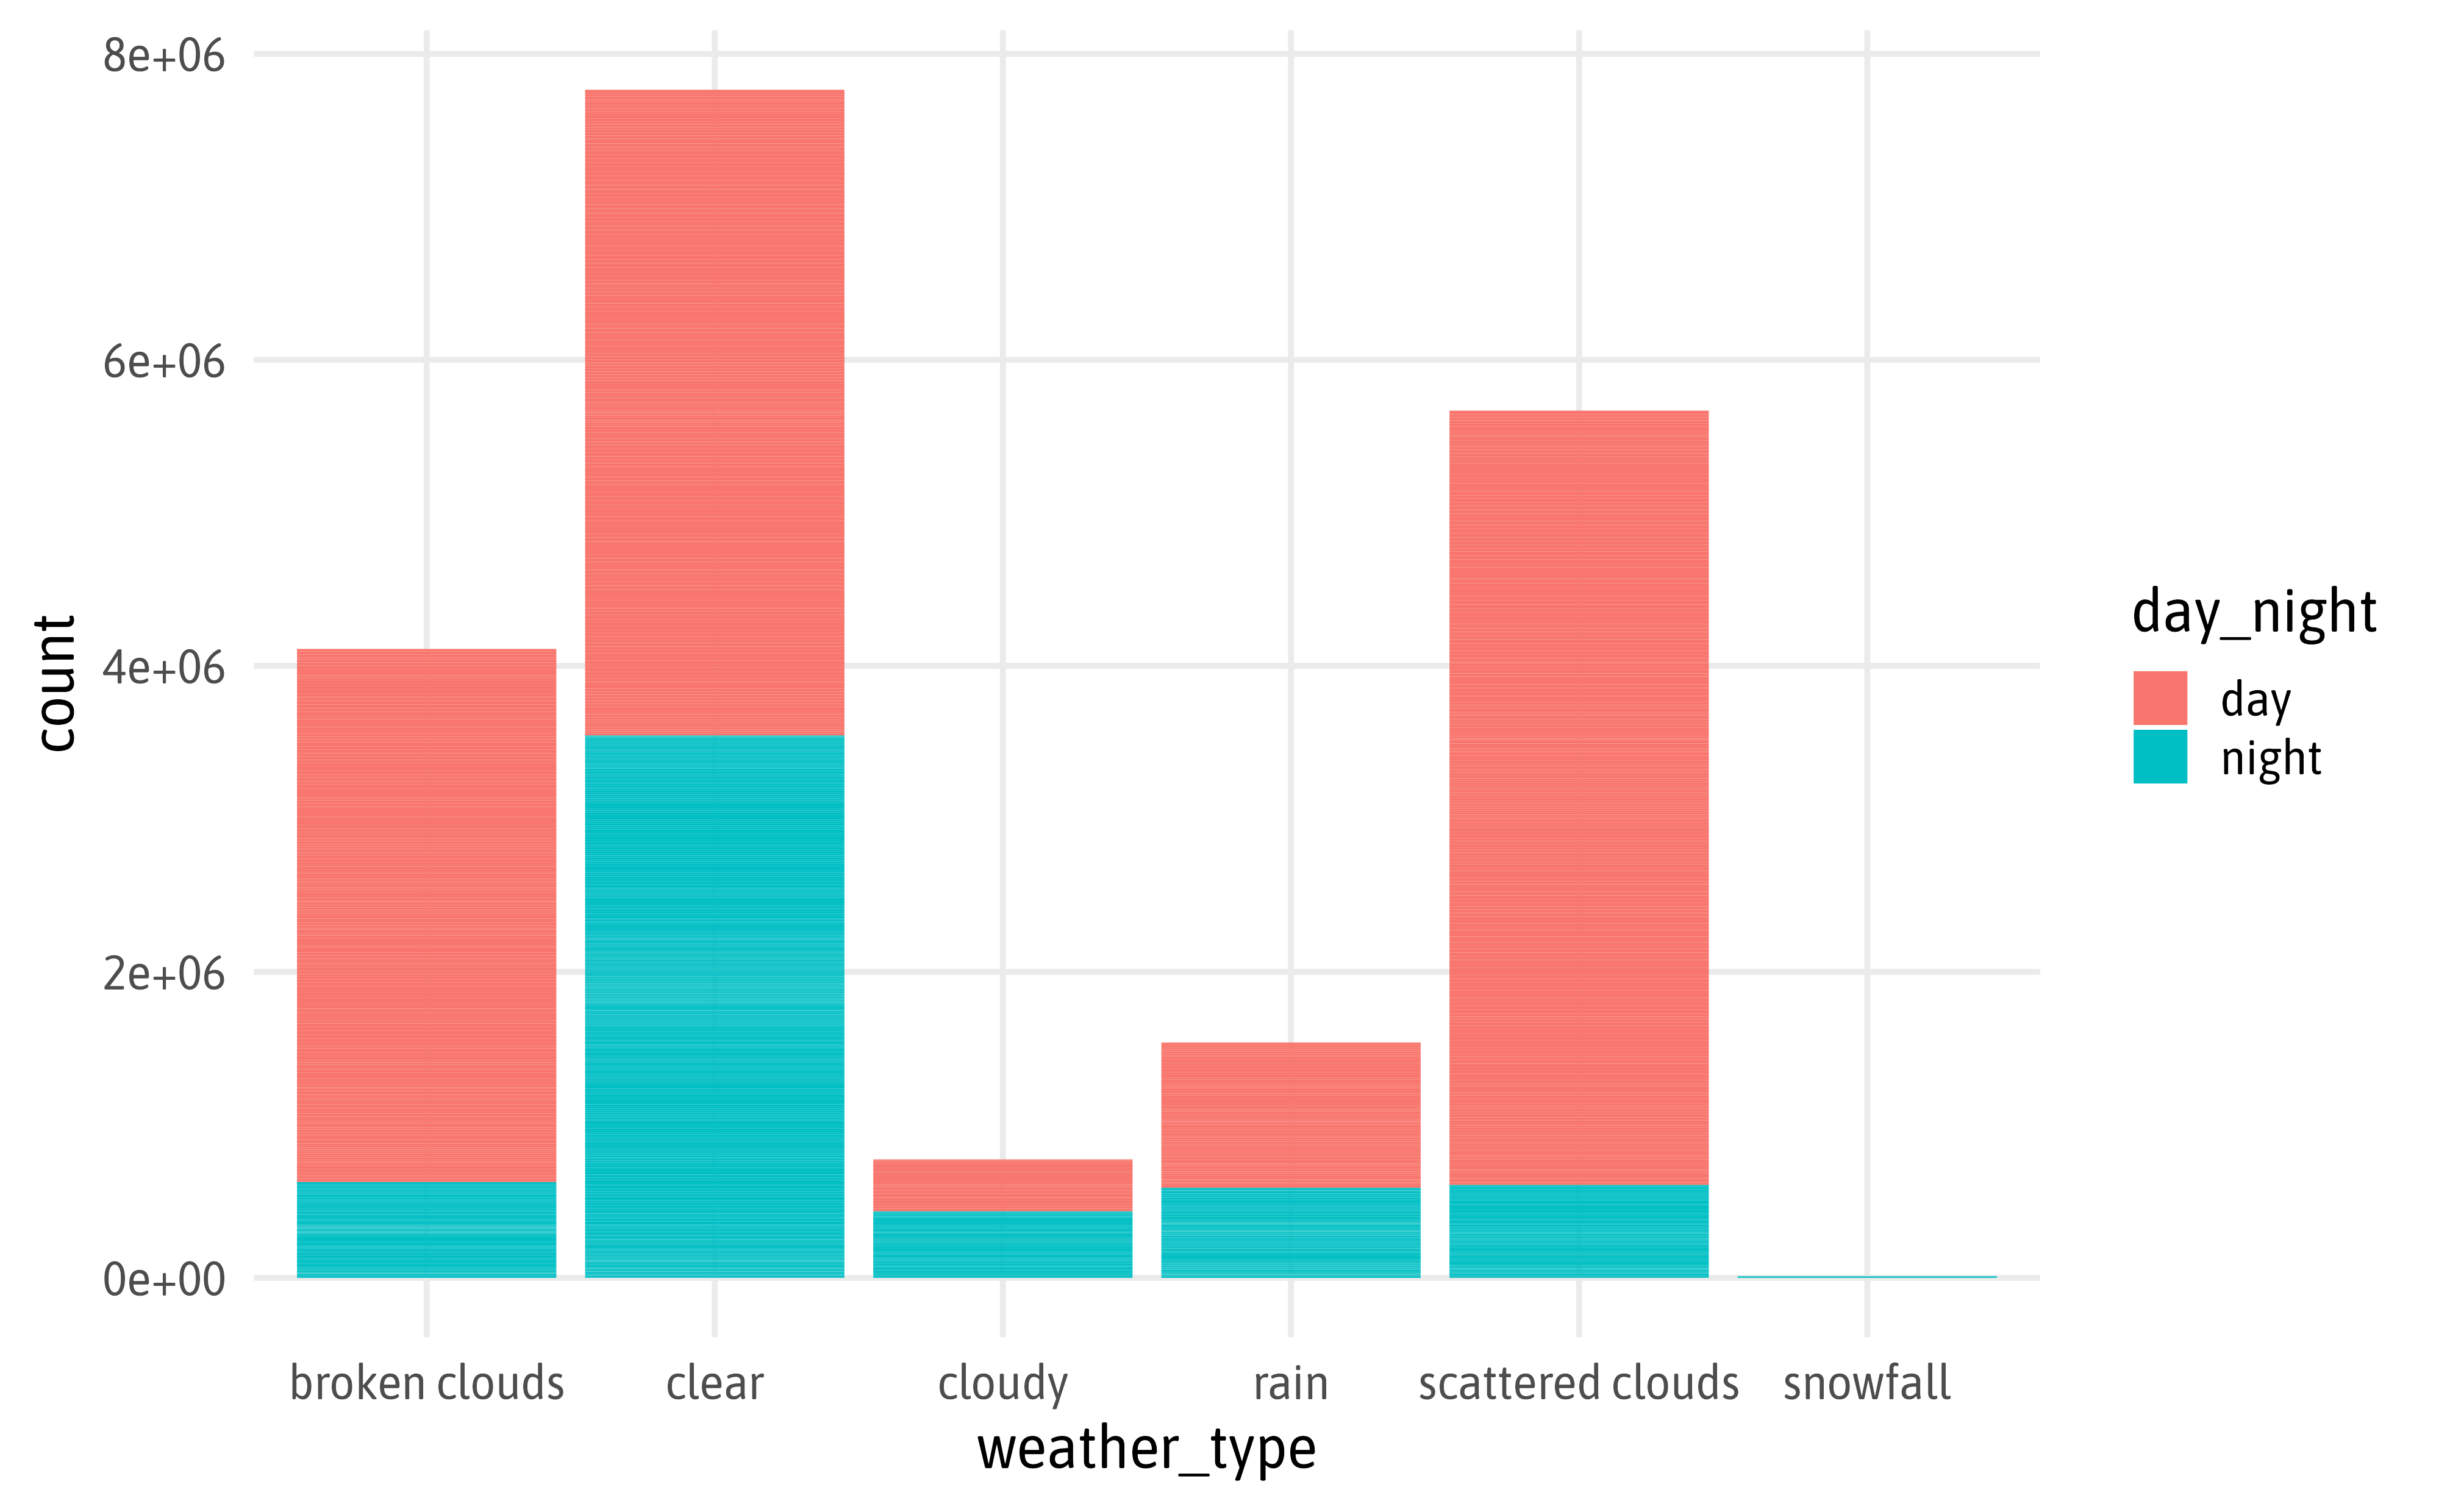 8e+06
6e+06
4e+06
2e+06
0e+00
count
broken clouds
clear
cloudy
rain
scattered clouds
snowfall
weather_type
day_night
day
night